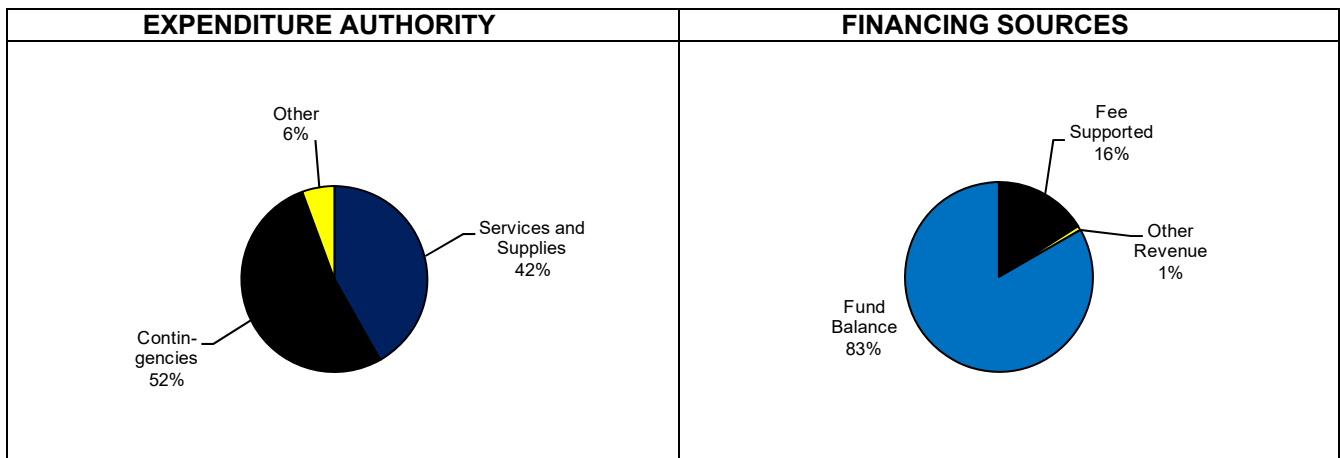 EXPENDITURE AUTHORITY
Other
6%
Services and
Supplies
42%
Contin-
gencies
52%
FINANCING SOURCES
Fee
Supported
16%
Other
Revenue
1%
Fund
Balance
83%